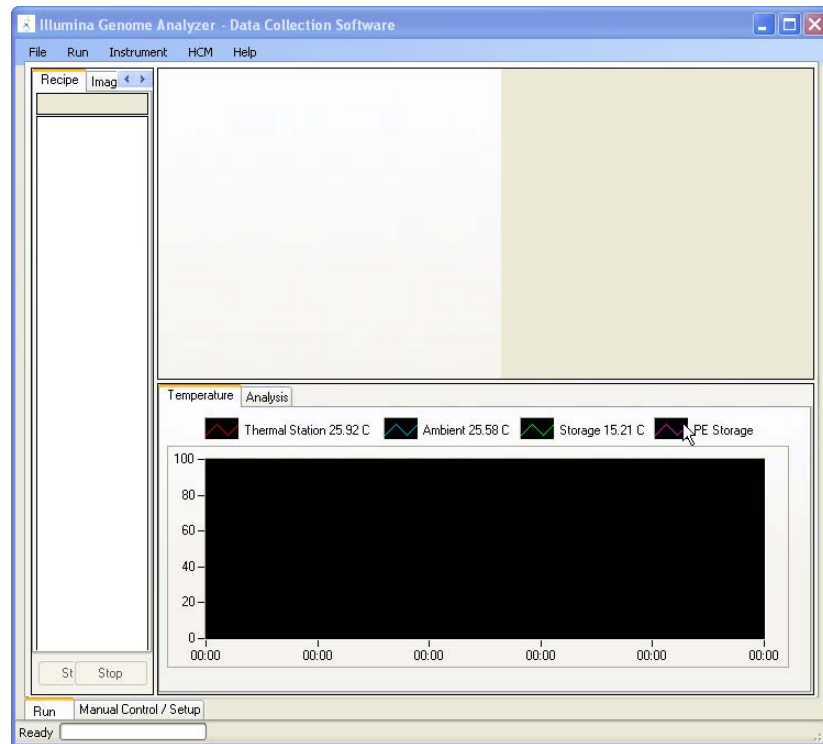 Illumina Genome Analyzer - Data Collection Software
File Run Instrument HCM Help
Recipe Imag
Temperature Analysis
Thermal Station 25.92 C Ambient 25.58 C Storage 15.21 C PE Storage
100
80
60
40
20
0
00:00 00:00 00:00 00:00 00:00 00:00
St Stop
Run Manual Control / Setup
Ready